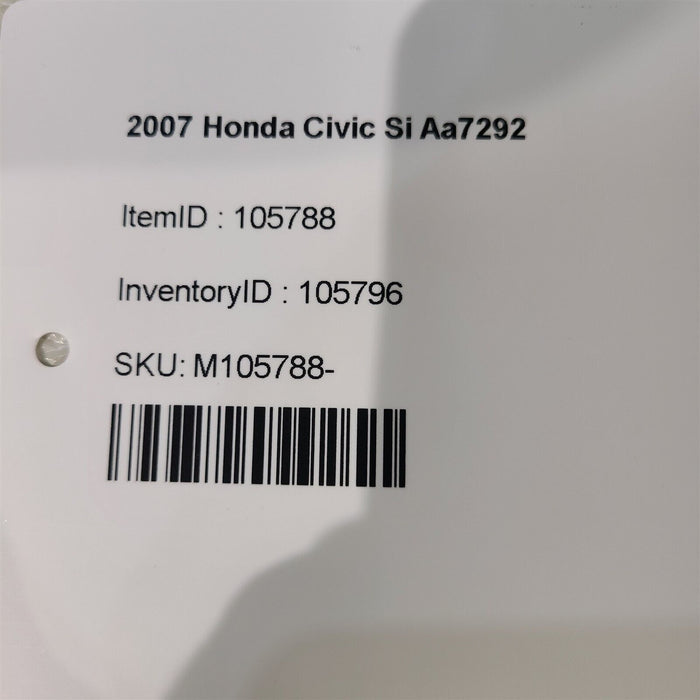 2007 Honda Civic Si Aa7292
ItemID : 105788
InventoryID : 105796
SKU: M105788-